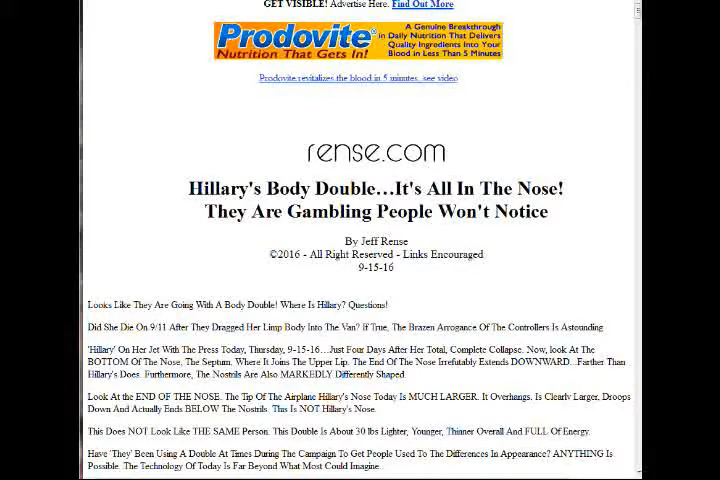 GET VISIBLE! Advertise Here. Find Out More
Prodovite®
Nutrition That Gets In!
A Genuine Breakthrough
in Daily Nutrition That Delivers
Quality Ingredients Into Your
Blood in Less Than 5 Minutes
Prodovite revitalizes the blood in 5 minutes, see video
rense.com
Hillary's Body Double…It's All In The Nose!
They Are Gambling People Won't Notice
By Jeff Rense
©2016 - All Right Reserved - Links Encouraged
9-15-16
Looks Like They Are Going With A Body Double! Where Is Hillary? Questions!
Did She Die On 9/11 After They Dragged Her Limp Body Into The Van? If True, The Brazen Arrogance Of The Controllers Is Astounding
'Hillary' On Her Jet With The Press Today, Thursday, 9-15-16…Just Four Days After Her Total, Complete Collapse. Now, look At The
BOTTOM Of The Nose, The Septum, Where It Joins The Upper Lip. The End Of The Nose Irrefutably Extends DOWNWARD...Farther Than
Hillary's Does. Furthermore, The Nostrils Are Also MARKEDLY Differently Shaped.
Look At the END OF THE NOSE. The Tip Of The Airplane Hillary's Nose Today Is MUCH LARGER. It Overhangs. Is Clearly Larger, Droops
Down And Actually Ends BELOW The Nostrils. This Is NOT Hillary's Nose.
This Does NOT Look Like THE SAME Person. This Double Is About 30 lbs Lighter, Younger, Thinner Overall And FULL Of Energy.
Have 'They' Been Using A Double At Times During The Campaign To Get People Used To The Differences In Appearance? ANYTHING Is
Possible. The Technology Of Today Is Far Beyond What Most Could Imagine.